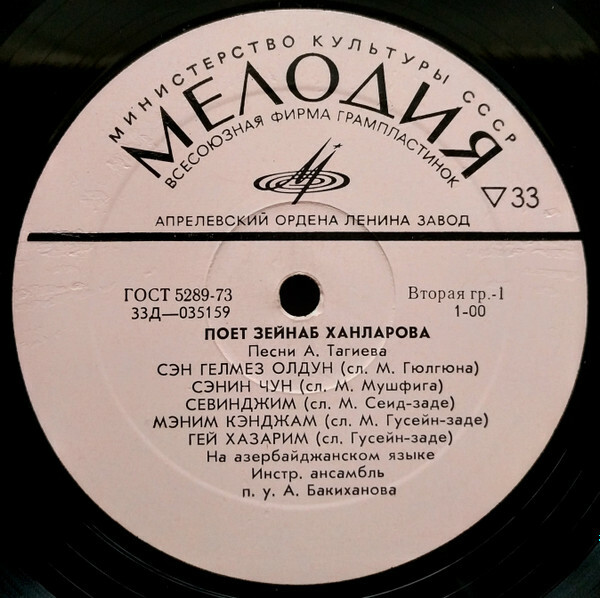 МИНИСТЕРСТВО КУЛЬТУРЫ СССР
МЕЛОДИЯ
ВСЕСОЮЗНАЯ ФИРМА ГРАМПЛАСТИНОК
33
АПРЕЛЕВСКИЙ ОРДЕНА ЛЕНИНА ЗАВОД
ГОСТ 5289-73 Вторая гр.-1
33Д—035159 1-00
ПОЕТ ЗЕЙНАБ ХАНЛАРОВА
Песни А. Тагиева
СЭН ГЕЛМЕЗ ОЛДУН (сл. М. Гюлгюна)
СЭНИН ЧУН (сл. М. Мушфига)
СЕВИНДЖИМ (сл. М. Сеид-заде)
МЭНИМ КЭНДЖАМ (сл. М. Гусейн-заде)
ГЕЙ ХАЗАРИМ (сл. Гусейн-заде)
На азербайджанском языке
Инстр. ансамбль
п. у. А. Бакиханова